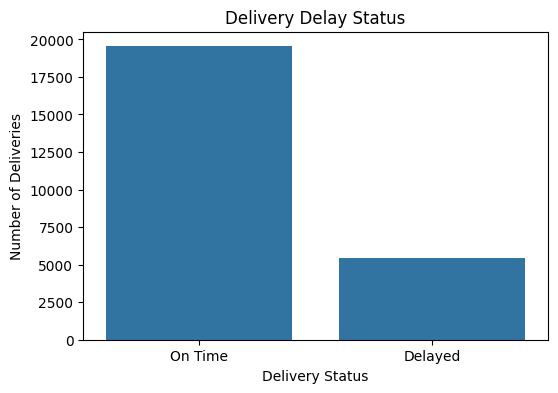 Delivery Delay Status
Number of Deliveries
20000
17500
15000
12500
10000
7500
5000
2500
0
On Time
Delayed
Delivery Status